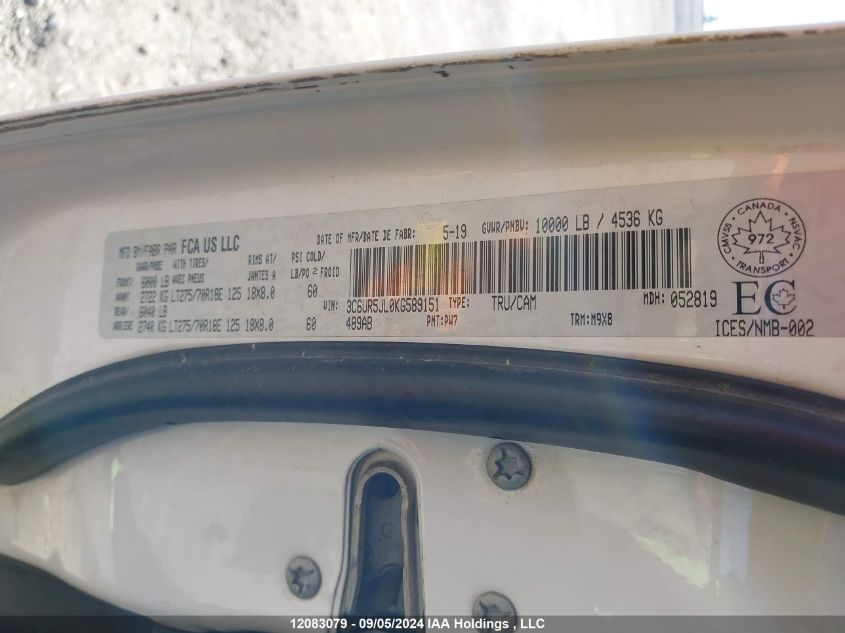 MFD BY/FABR PAR FCA US LLC
DATE OF MFR/DATE DE FABR: 5-19 GVWR/PNBV: 10000 LB / 4536 KG
GAWR/PNBE WITH TIRES/ RIMS AT/ PSI COLD/
FRONT/ 6000 LB AVEC PNEUS JANTES A LB/PO 2 FROID
AVANT 2722 KG LT275/70R18E 125 18X8.0 60
REAR/ 6040 LB
ARRIERE 2740 KG LT275/70R18E 125 18X8.0 60
VIN: 3C6UR5JL0KG589151 TYPE: TRU/CAM MDH: 052819
489AB PNT:PW7 TRM:M9X8
CANADA
CMVSS 972 NSVAC
TRANSPORT
EC
ICES/NMB-002
12083079 - 09/05/2024 IAA Holdings , LLC